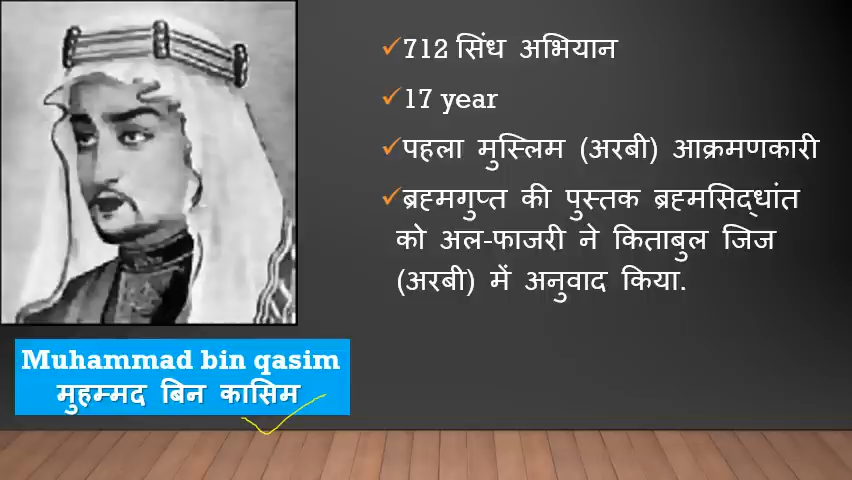 712 सिंध अभियान
17 year
पहला मुस्लिम (अरबी) आक्रमणकारी
ब्रह्मगुप्त की पुस्तक ब्रह्मसिद्धांत
को अल-फाजरी ने किताबुल जिज
(अरबी) में अनुवाद किया.
Muhammad bin qasim
मुहम्मद बिन कासिम